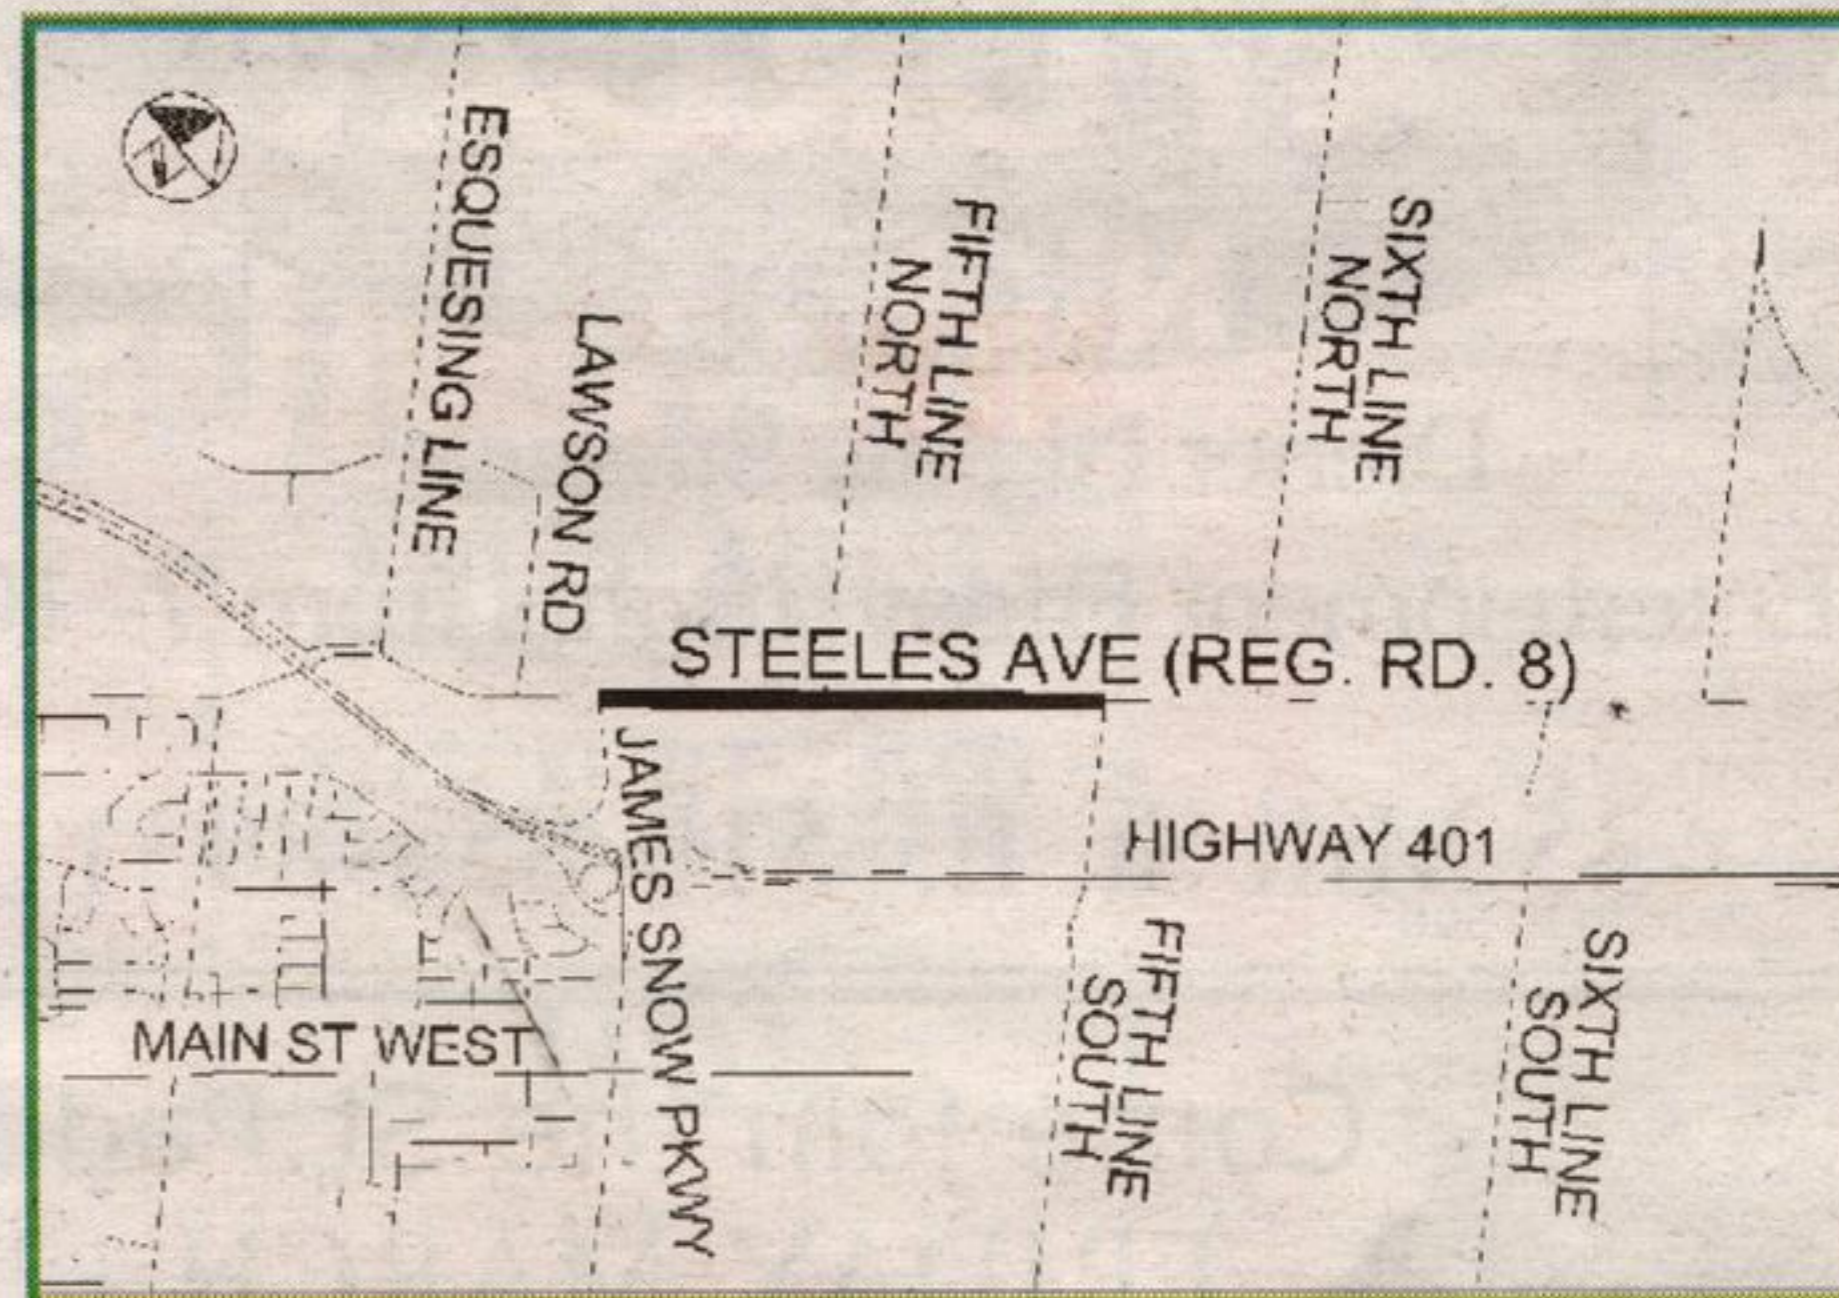 ESQUESING LINE
LAWSON RD
FIFTH LINE
NORTH
SIXTH LINE
NORTH
STEELES AVE (REG. RD. 8)
JAMES SNOW PKWY
HIGHWAY 401
MAIN ST WEST
FIFTH LINE
SOUTH
SIXTH LINE
SOUTH